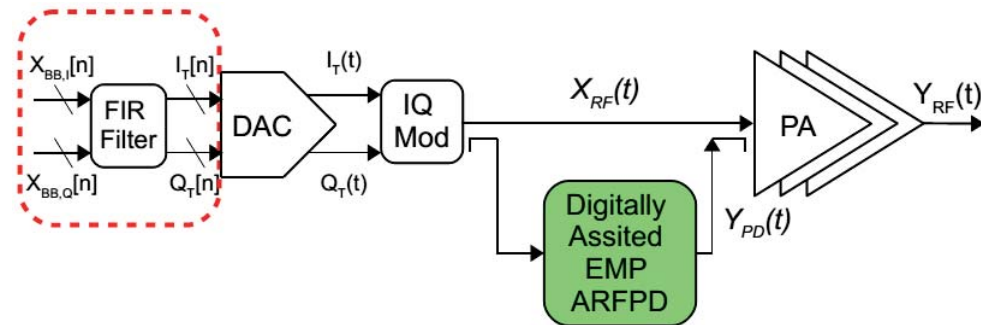 X_BB,I[n]
I_T[n]
I_T(t)
FIR
Filter
DAC
IQ
Mod
X_RF(t)
PA
Y_RF(t)
X_BB,Q[n]
Q_T[n]
Q_T(t)
Digitally
Assited
EMP
ARFPD
Y_PD(t)